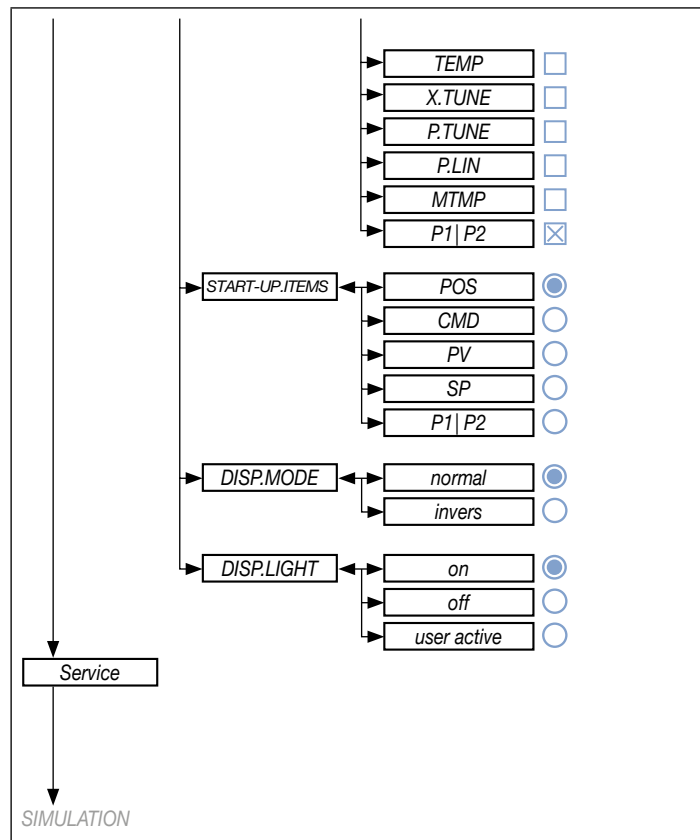 TEMP
X.TUNE
P.TUNE
P.LIN
MTMP
P1| P2
START-UP.ITEMS
POS
CMD
PV
SP
P1| P2
DISP.MODE
normal
invers
DISP.LIGHT
on
off
user active
Service
SIMULATION